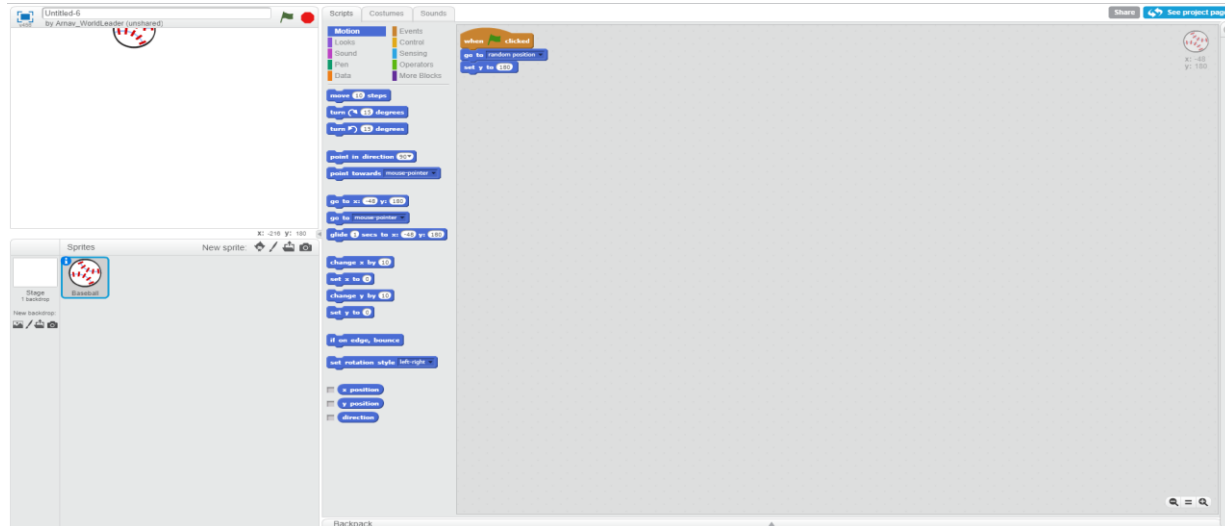 Untitled-6
by Arnav_WorldLeader (unshared)
Scripts Costumes Sounds
Share See project page
Motion Events
Looks Control
Sound Sensing
Pen Operators
Data More Blocks
move 10 steps
turn 15 degrees
turn 15 degrees
point in direction 90
point towards mouse-pointer
go to x: -48 y: 180
go to mouse-pointer
glide 1 secs to x: -48 y: 180
change x by 10
set x to 0
change y by 10
set y to 0
if on edge, bounce
set rotation style left-right
x position
y position
direction
when clicked
go to random position
set y to 180
x: -48
y: 180
X: -216 y: 180
Sprites New sprite:
Stage
1 backdrop
New backdrop:
Baseball
Backpack